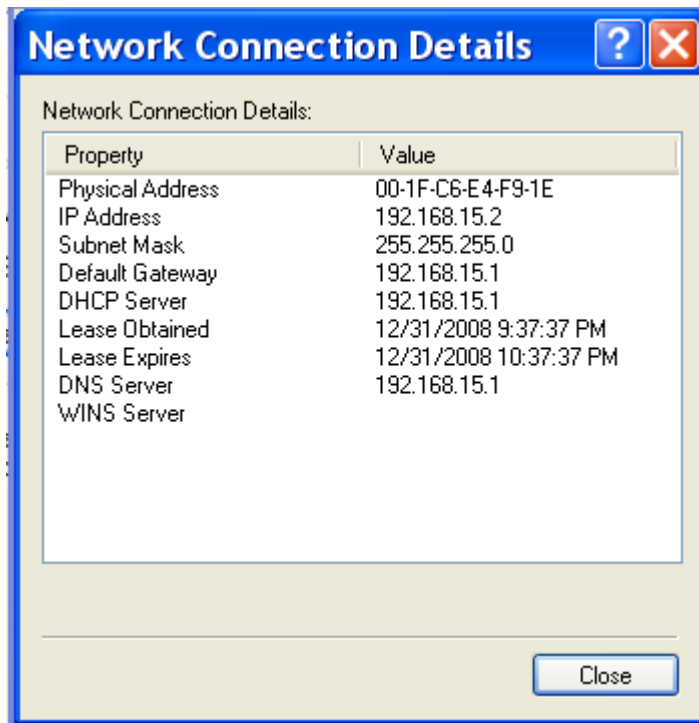 Network Connection Details
Network Connection Details:
Property Value
Physical Address 00-1F-C6-E4-F9-1E
IP Address 192.168.15.2
Subnet Mask 255.255.255.0
Default Gateway 192.168.15.1
DHCP Server 192.168.15.1
Lease Obtained 12/31/2008 9:37:37 PM
Lease Expires 12/31/2008 10:37:37 PM
DNS Server 192.168.15.1
WINS Server
Close